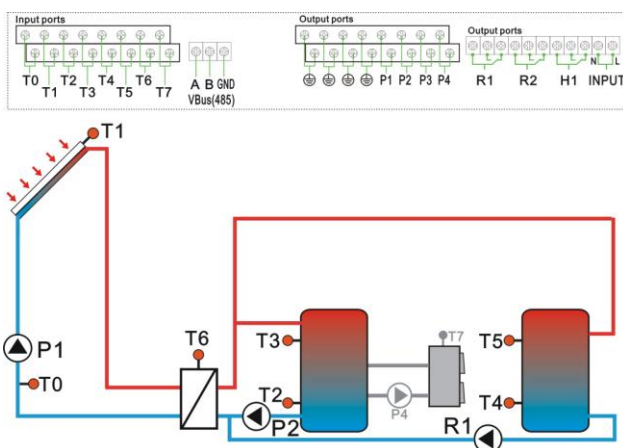 Input ports
T0 T2 T4 T6
T1 T3 T5 T7
A B GND
VBus(485)
Output ports
P1 P2 P3 P4
Output ports
N L
R1 R2 H1 INPUT
T1
P1
T0
T6
T3
T2
P2
T7
P4
T5
T4
R1